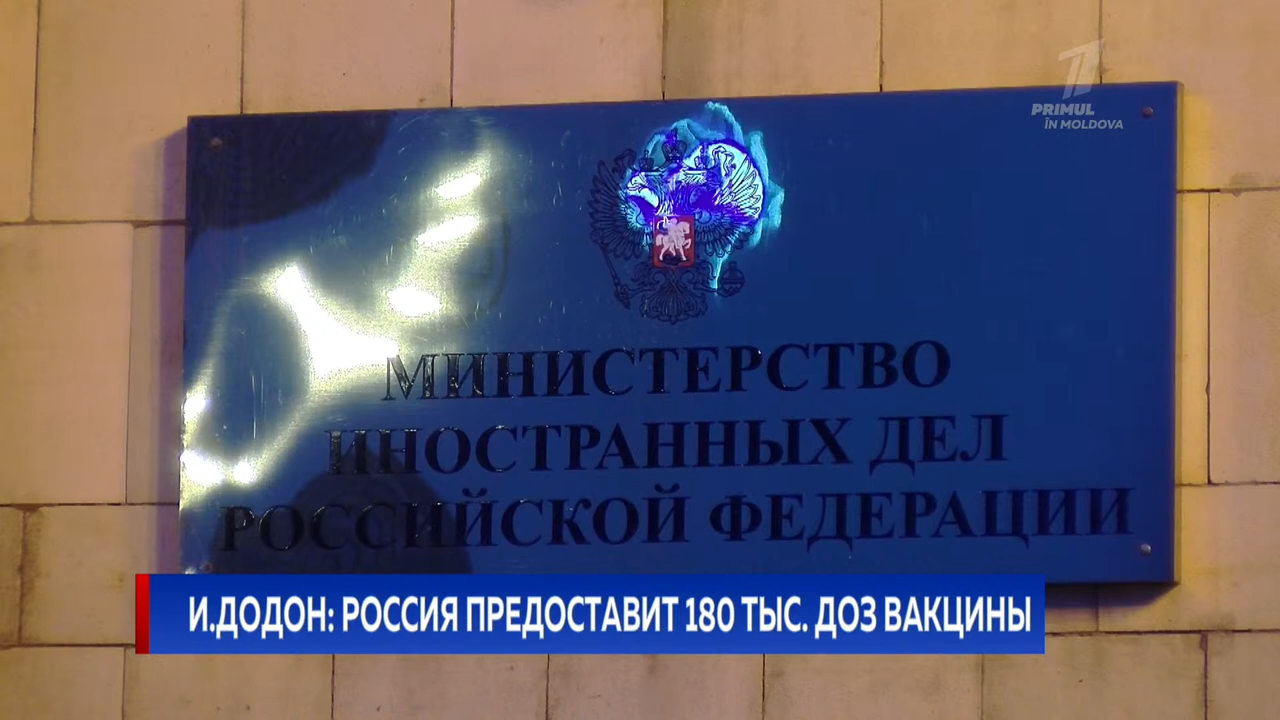 PRIMUL
ÎN MOLDOVA
МИНИСТЕРСТВО
ИНОСТРАННЫХ ДЕЛ
РОССИЙСКОЙ ФЕДЕРАЦИИ
И.ДОДОН: РОССИЯ ПРЕДОСТАВИТ 180 ТЫС. ДОЗ ВАКЦИНЫ